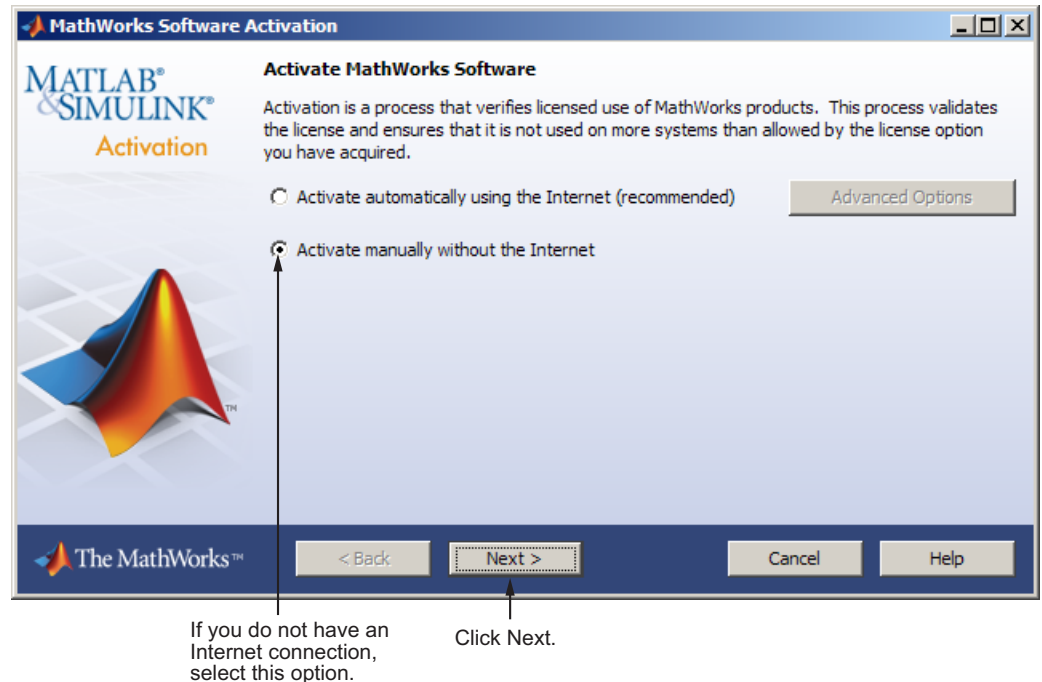 MathWorks Software Activation
MATLAB®
&SIMULINK®
Activation
Activate MathWorks Software
Activation is a process that verifies licensed use of MathWorks products. This process validates
the license and ensures that it is not used on more systems than allowed by the license option
you have acquired.
Activate automatically using the Internet (recommended)
Advanced Options
Activate manually without the Internet
TM
The MathWorks™
< Back
Next >
Cancel
Help
If you do not have an
Internet connection,
select this option.
Click Next.